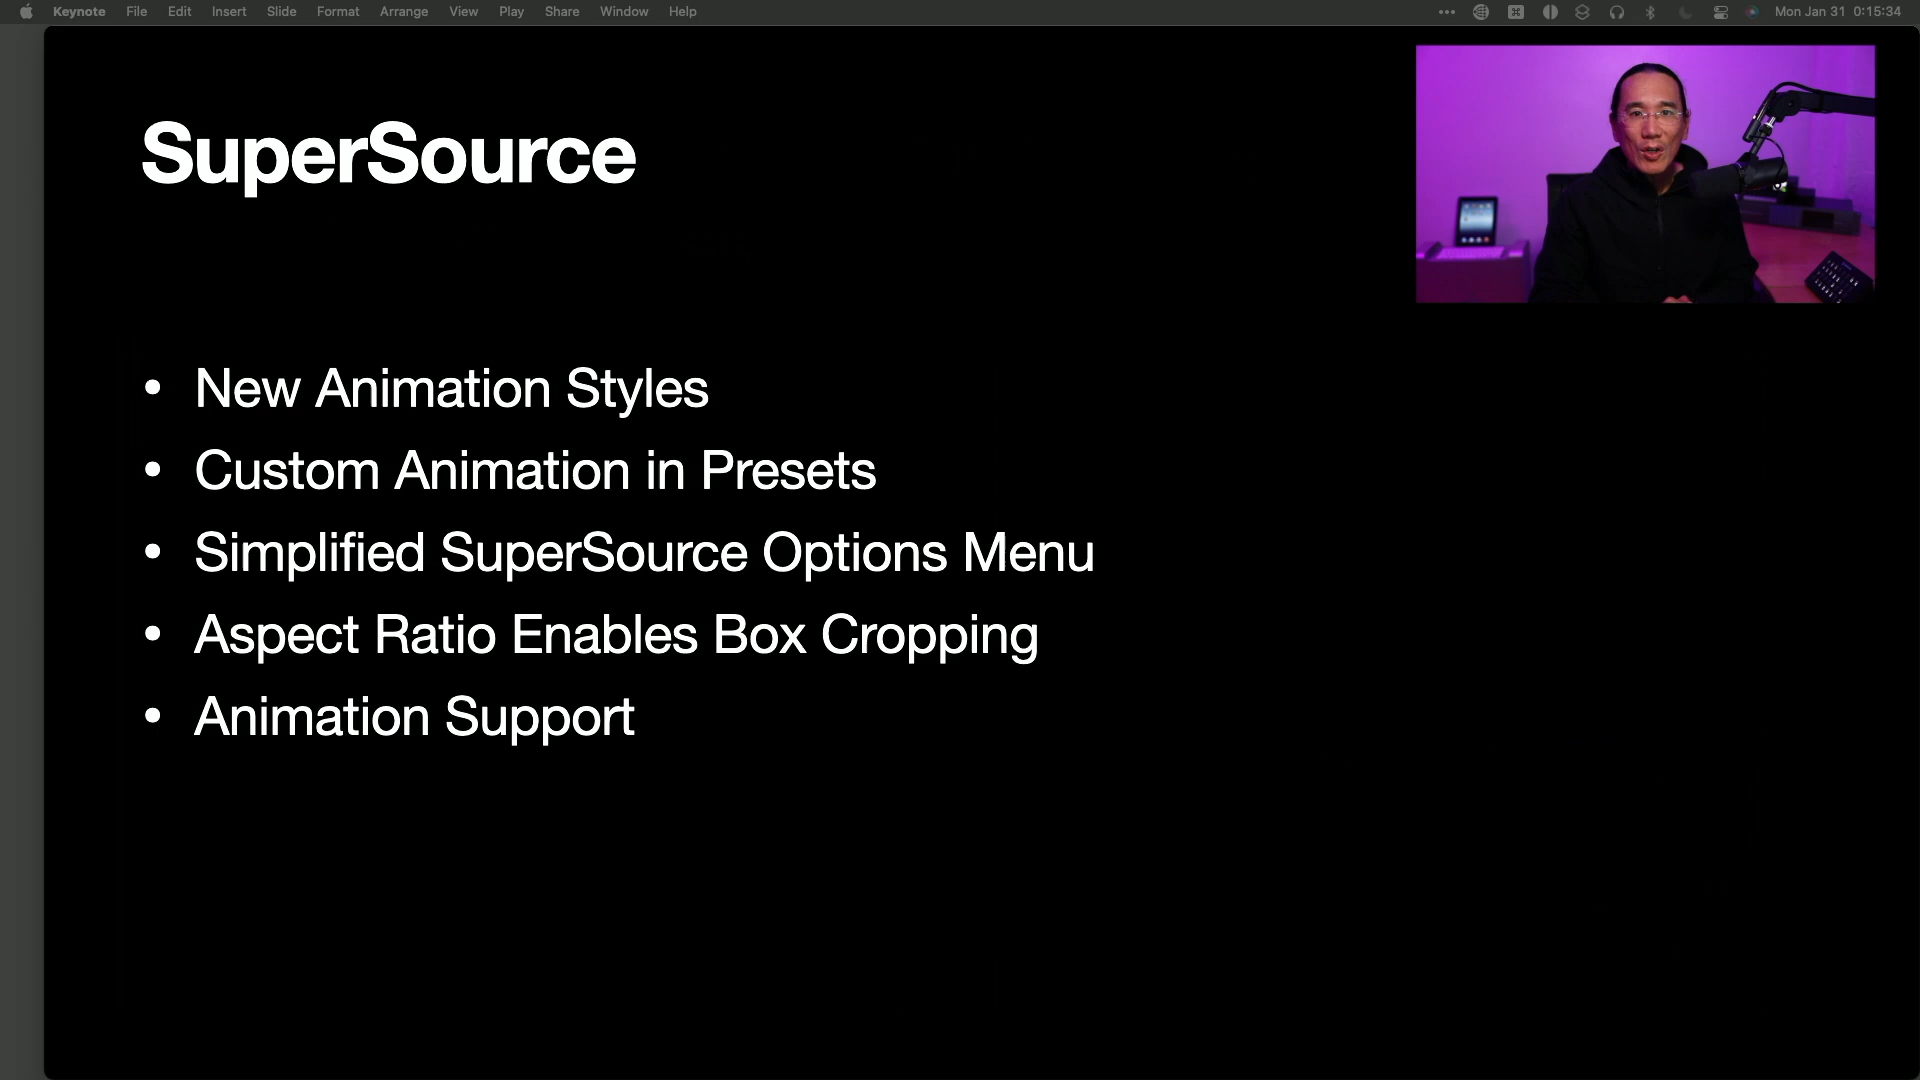 Keynote File Edit Insert Slide Format Arrange View Play Share Window Help Mon Jan 31 0:15:34
SuperSource
• New Animation Styles
• Custom Animation in Presets
• Simplified SuperSource Options Menu
• Aspect Ratio Enables Box Cropping
• Animation Support